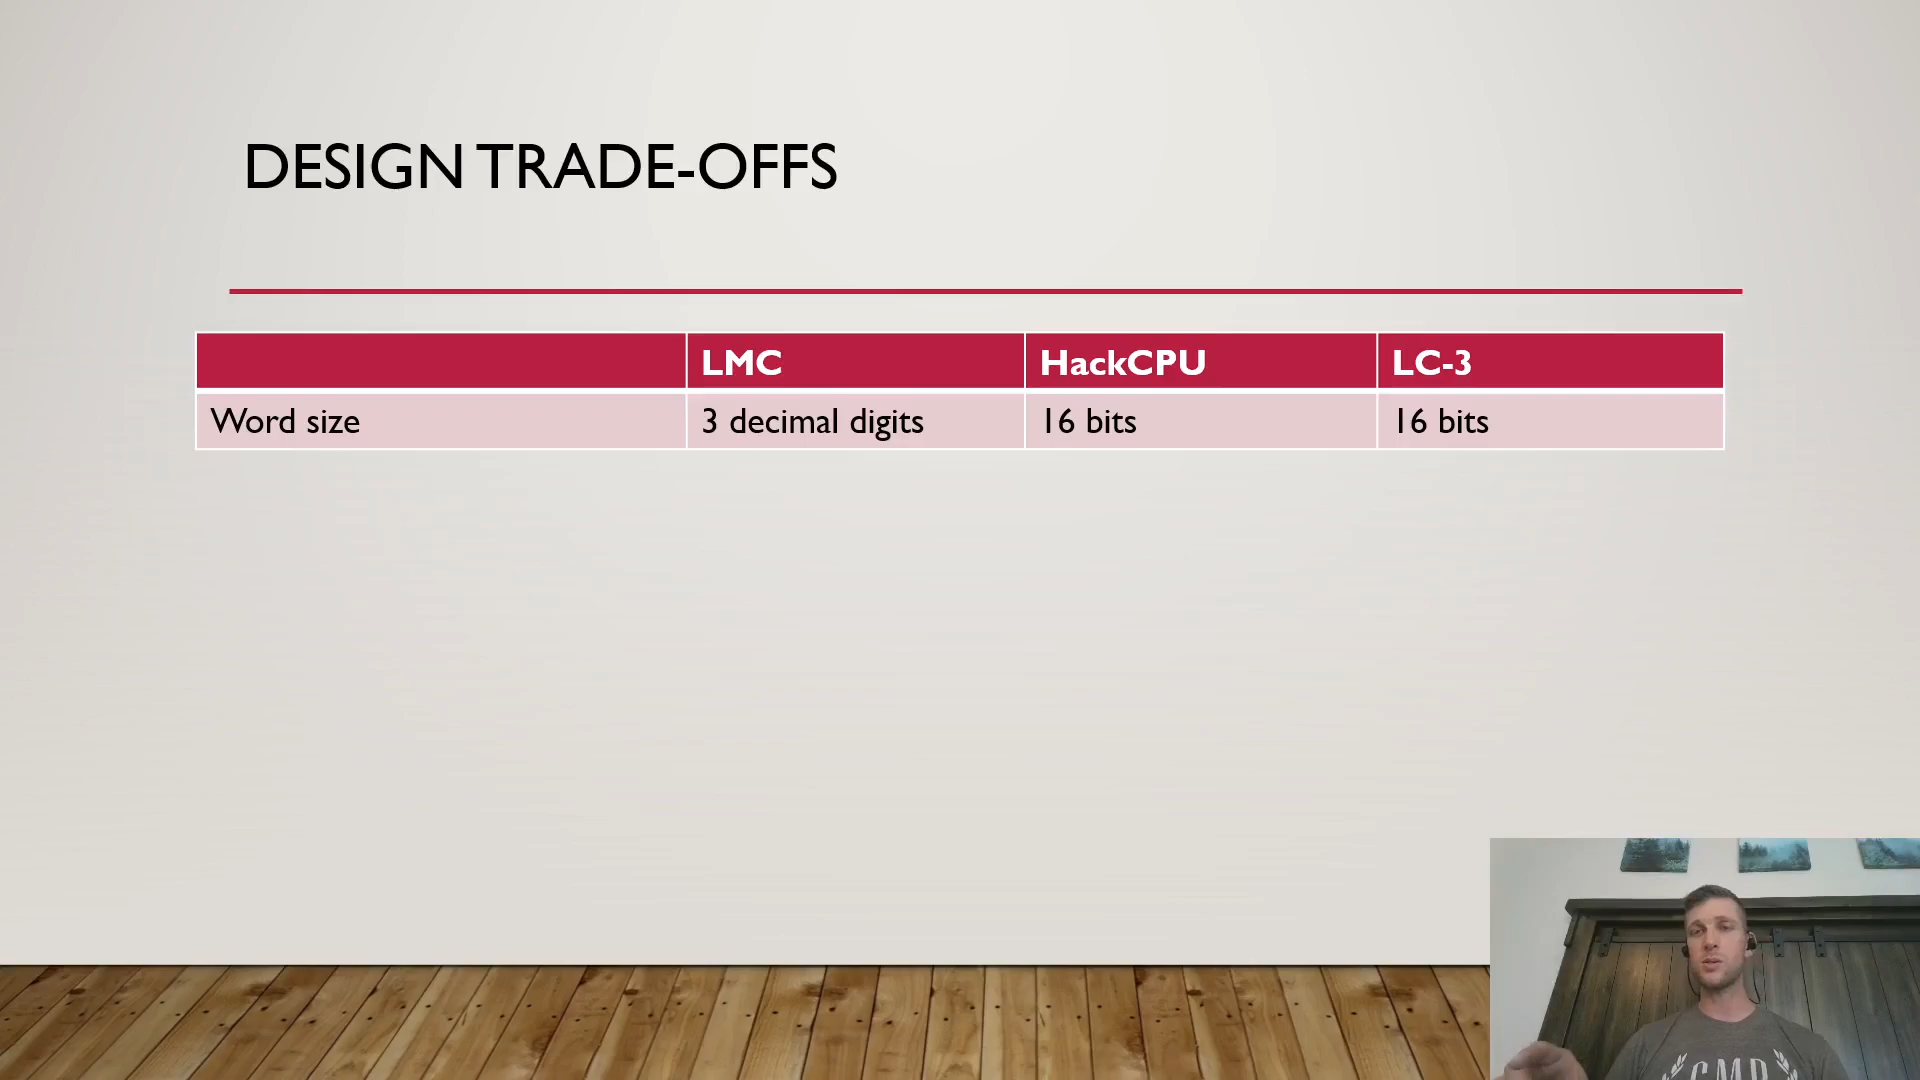 DESIGN TRADE-OFFS
LMC HackCPU LC-3
Word size 3 decimal digits 16 bits 16 bits